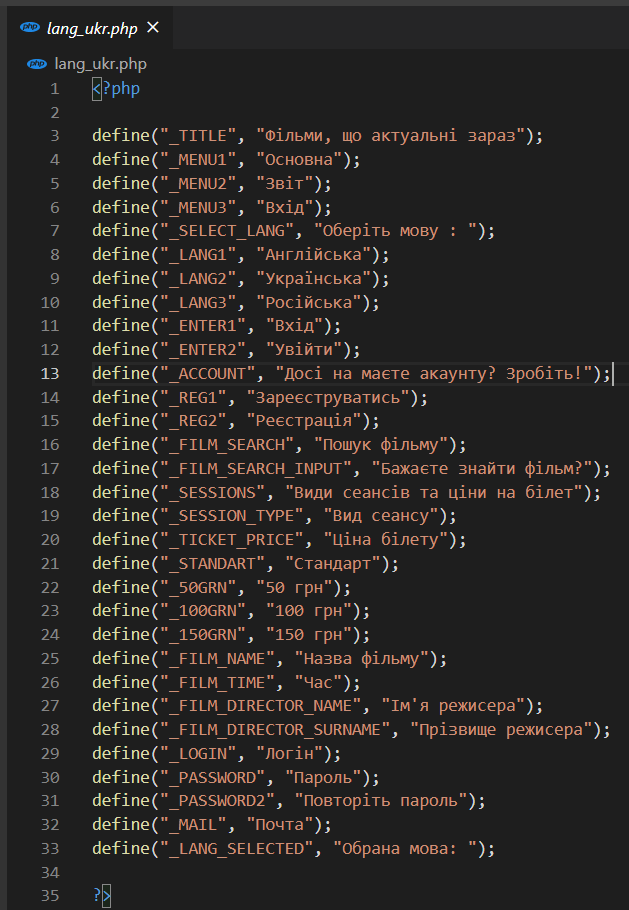 php lang_ukr.php ×
php lang_ukr.php
1 <?php
2
3 define("_TITLE", "Фільми, що актуальні зараз");
4 define("_MENU1", "Основна");
5 define("_MENU2", "Звіт");
6 define("_MENU3", "Вхід");
7 define("_SELECT_LANG", "Оберіть мову : ");
8 define("_LANG1", "Англійська");
9 define("_LANG2", "Українська");
10 define("_LANG3", "Російська");
11 define("_ENTER1", "Вхід");
12 define("_ENTER2", "Увійти");
13 define("_ACCOUNT", "Досі на маєте акаунту? Зробіть!");
14 define("_REG1", "Зареєструватись");
15 define("_REG2", "Реєстрація");
16 define("_FILM_SEARCH", "Пошук фільму");
17 define("_FILM_SEARCH_INPUT", "Бажаєте знайти фільм?");
18 define("_SESSIONS", "Види сеансів та ціни на білет");
19 define("_SESSION_TYPE", "Вид сеансу");
20 define("_TICKET_PRICE", "Ціна білету");
21 define("_STANDART", "Стандарт");
22 define("_50GRN", "50 грн");
23 define("_100GRN", "100 грн");
24 define("_150GRN", "150 грн");
25 define("_FILM_NAME", "Назва фільму");
26 define("_FILM_TIME", "Час");
27 define("_FILM_DIRECTOR_NAME", "Ім'я режисера");
28 define("_FILM_DIRECTOR_SURNAME", "Прізвище режисера");
29 define("_LOGIN", "Логін");
30 define("_PASSWORD", "Пароль");
31 define("_PASSWORD2", "Повторіть пароль");
32 define("_MAIL", "Почта");
33 define("_LANG_SELECTED", "Обрана мова: ");
34
35 ?>